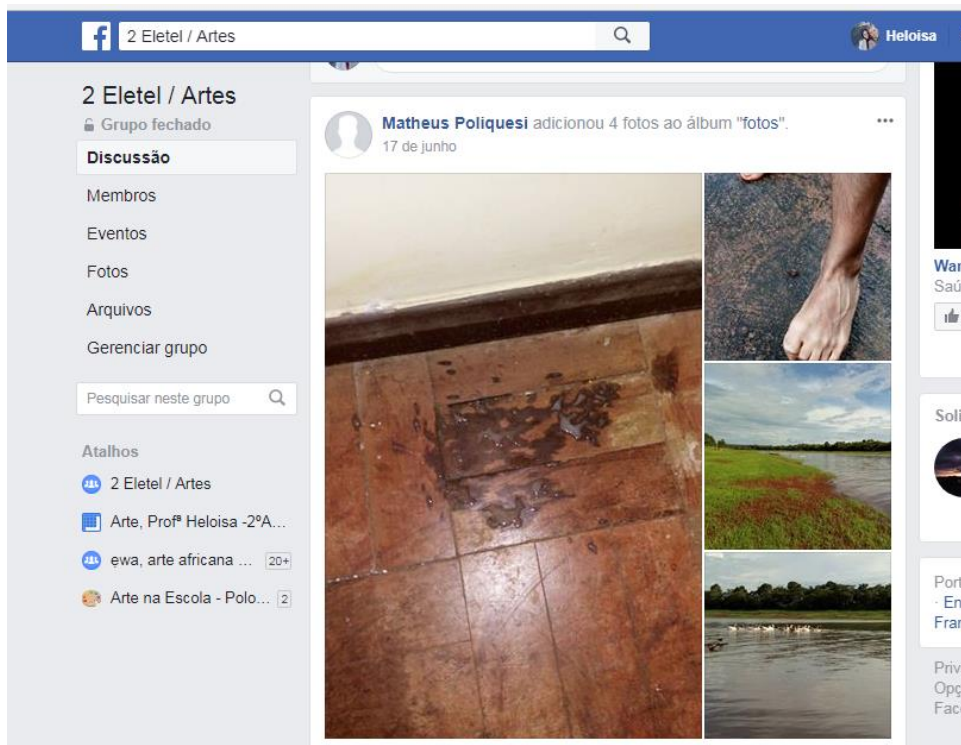 2 Eletel / Artes
Heloisa
2 Eletel / Artes
Grupo fechado
Discussão
Membros
Eventos
Fotos
Arquivos
Gerenciar grupo
Pesquisar neste grupo
Atalhos
2 Eletel / Artes
Arte, Profª Heloisa -2ºA...
ẹwa, arte africana ... 20+
Arte na Escola - Polo... 2
Matheus Poliquesi adicionou 4 fotos ao álbum "fotos".
17 de junho